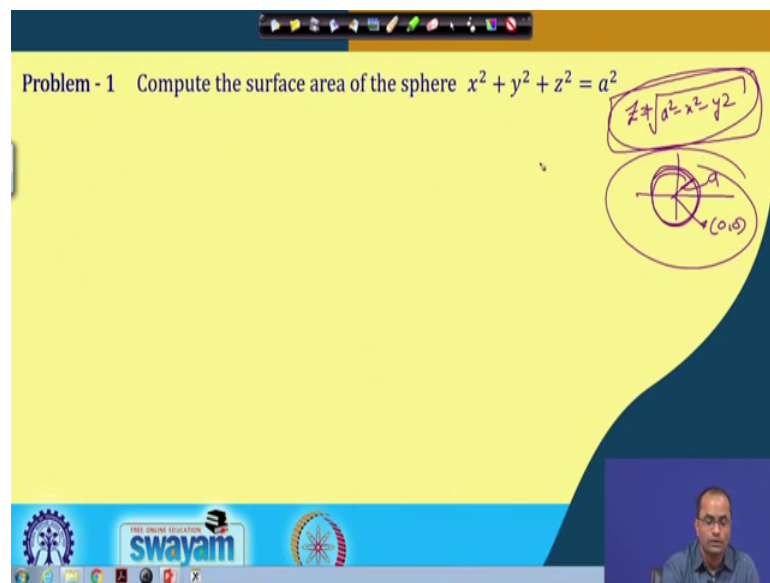 Problem - 1 Compute the surface area of the sphere x² + y² + z² = a²
z = √a² - x² - y2
a
(0,0)
FREE ONLINE EDUCATION
swayam